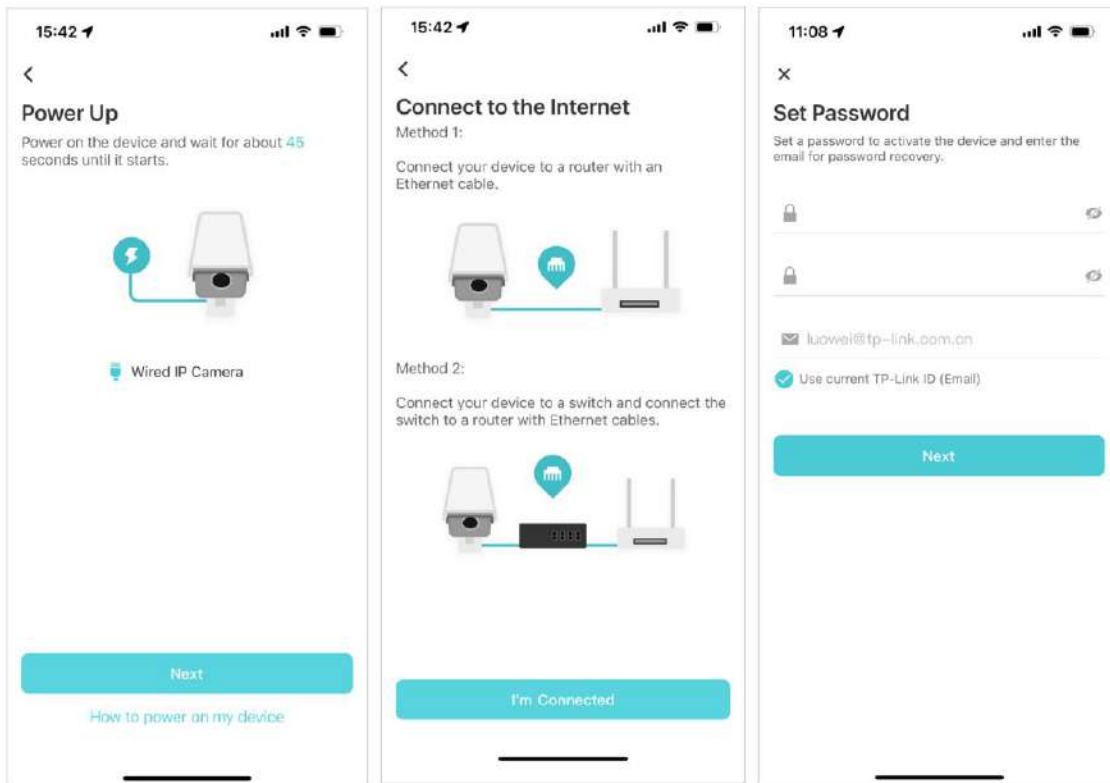 15:42
Power Up
Power on the device and wait for about 45
seconds until it starts.
Wired IP Camera
Next
How to power on my device
15:42
Connect to the Internet
Method 1:
Connect your device to a router with an
Ethernet cable.
Method 2:
Connect your device to a switch and connect the
switch to a router with Ethernet cables.
I'm Connected
11:08
Set Password
Set a password to activate the device and enter the
email for password recovery.
luowei@tp-link.com.cn
Use current TP-Link ID (Email)
Next